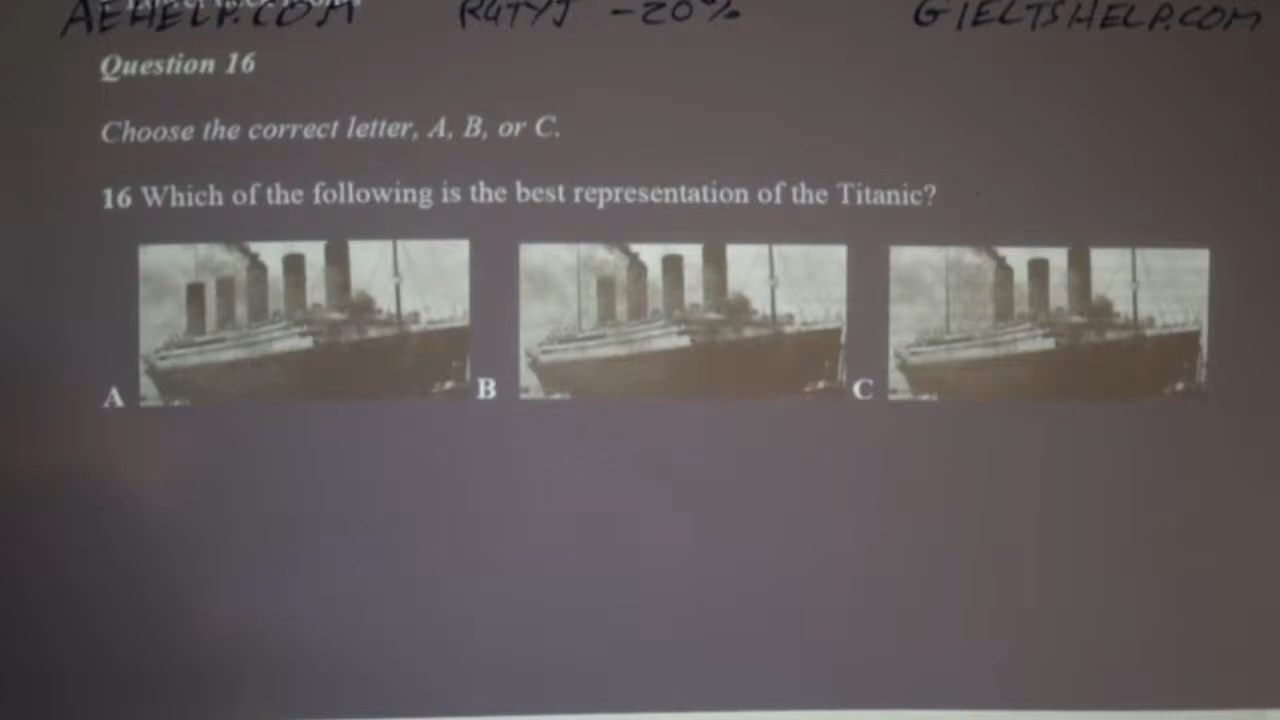 AEHELP.COM R4TYJ -20% GIELTSHELP.COM
Question 16
Choose the correct letter, A, B, or C.
16 Which of the following is the best representation of the Titanic?
A B C